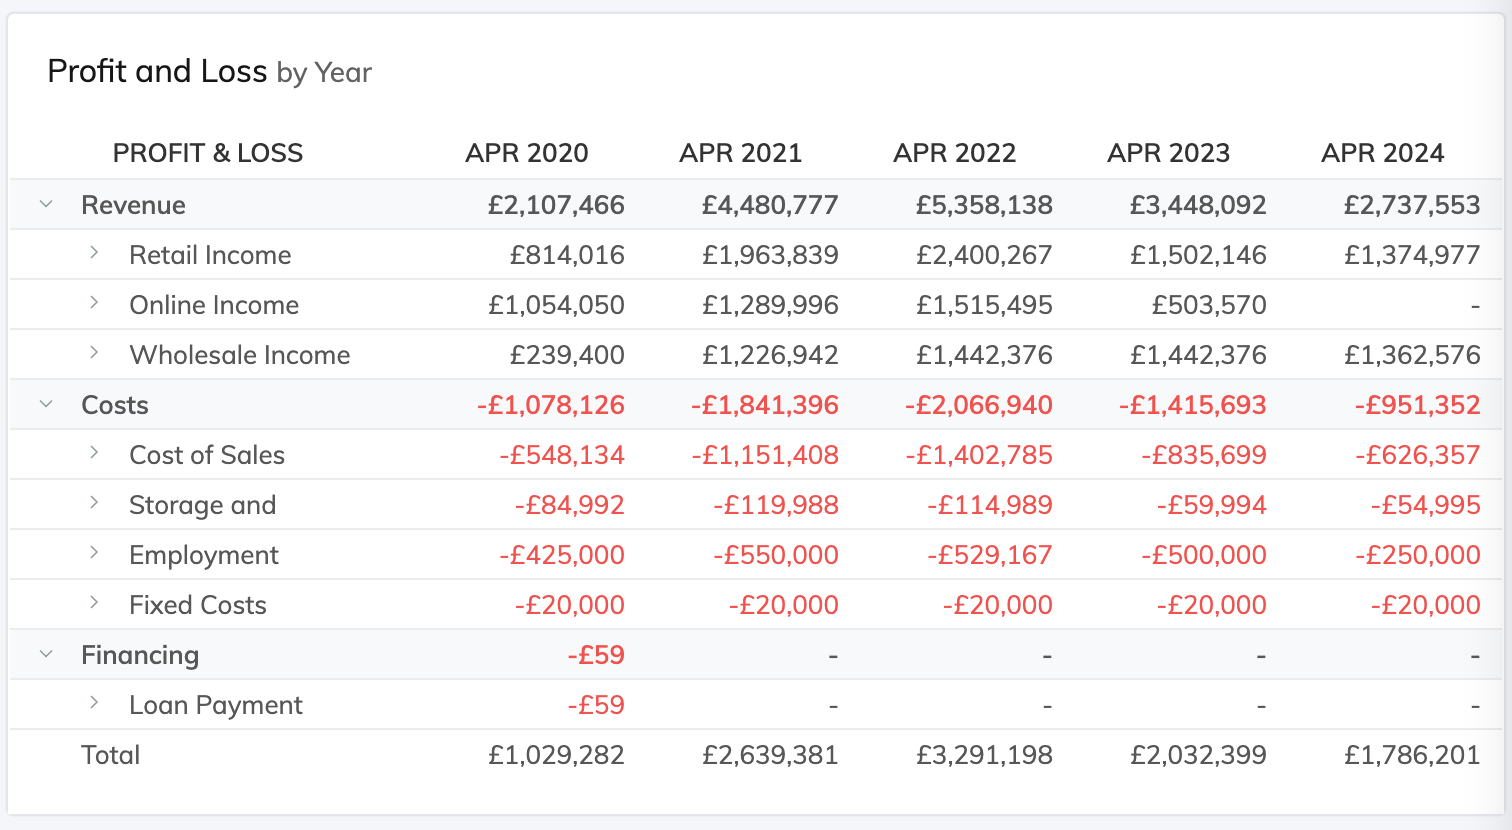 Profit and Loss by Year
PROFIT & LOSS APR 2020 APR 2021 APR 2022 APR 2023 APR 2024
Revenue £2,107,466 £4,480,777 £5,358,138 £3,448,092 £2,737,553
Retail Income £814,016 £1,963,839 £2,400,267 £1,502,146 £1,374,977
Online Income £1,054,050 £1,289,996 £1,515,495 £503,570 -
Wholesale Income £239,400 £1,226,942 £1,442,376 £1,442,376 £1,362,576
Costs -£1,078,126 -£1,841,396 -£2,066,940 -£1,415,693 -£951,352
Cost of Sales -£548,134 -£1,151,408 -£1,402,785 -£835,699 -£626,357
Storage and -£84,992 -£119,988 -£114,989 -£59,994 -£54,995
Employment -£425,000 -£550,000 -£529,167 -£500,000 -£250,000
Fixed Costs -£20,000 -£20,000 -£20,000 -£20,000 -£20,000
Financing -£59 - - - -
Loan Payment -£59 - - - -
Total £1,029,282 £2,639,381 £3,291,198 £2,032,399 £1,786,201